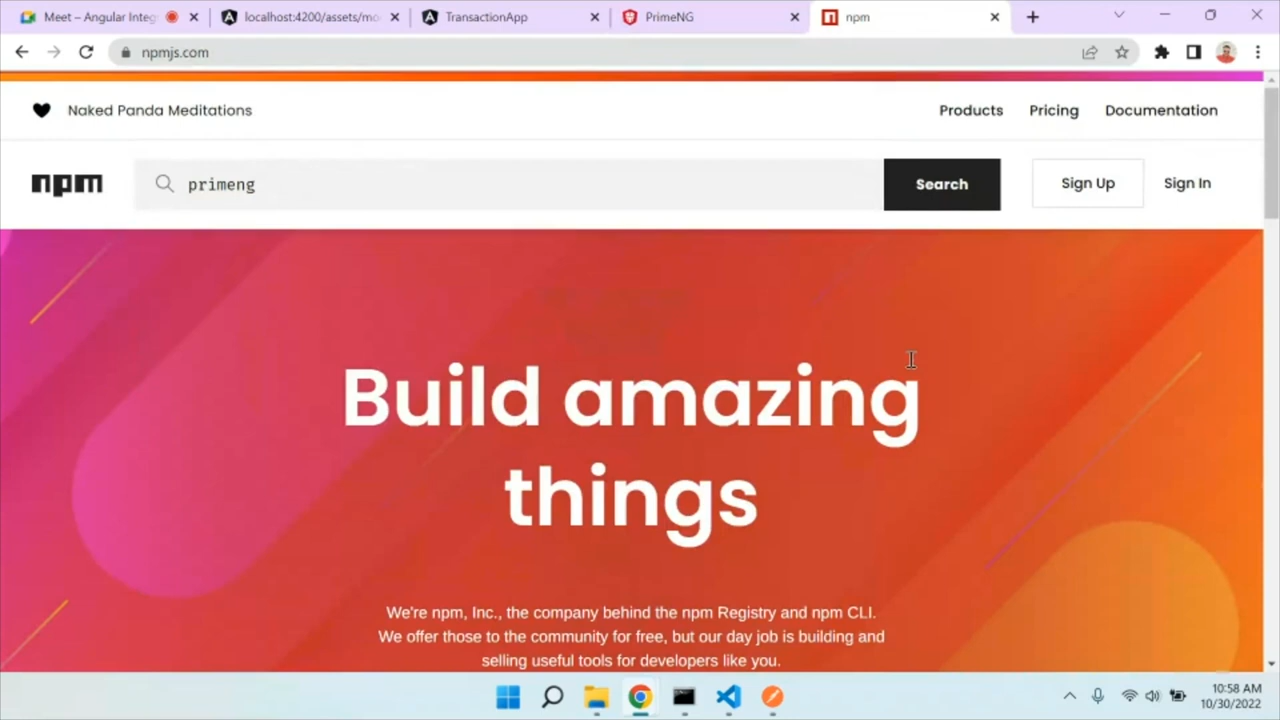 Meet – Angular Integ
localhost:4200/assets/mo
TransactionApp
PrimeNG
npm
npmjs.com
Naked Panda Meditations
Products
Pricing
Documentation
npm
primeng
Search
Sign Up
Sign In
Build amazing
things
We're npm, Inc., the company behind the npm Registry and npm CLI.
We offer those to the community for free, but our day job is building and
selling useful tools for developers like you.
10:58 AM
10/30/2022